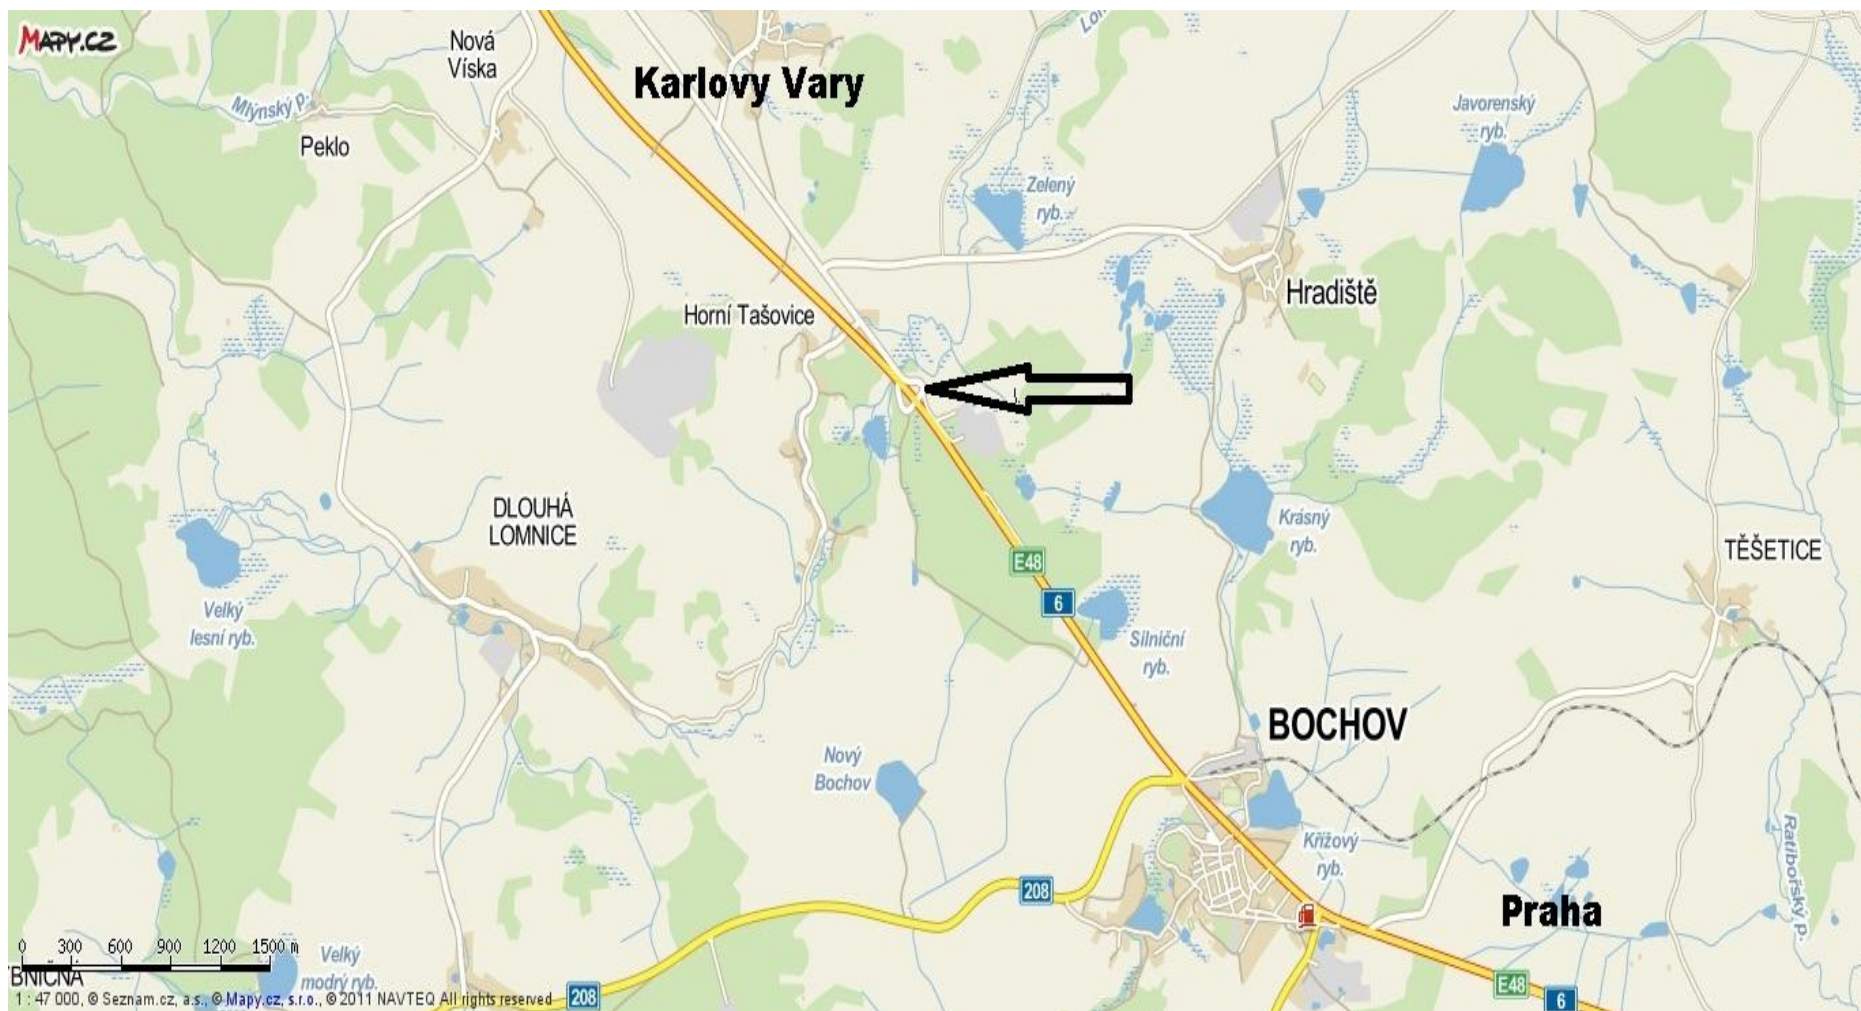 MAPY.CZ
Nová
Víska
Karlovy Vary
Lom
Mlýnský p.
Peklo
Javorenský
ryb.
Zelený
ryb.
Hradiště
Horní Tašovice
DLOUHÁ
LOMNICE
Krásný
ryb.
TĚŠETICE
E48
6
Velký
lesní ryb.
Silniční
ryb.
BOCHOV
Nový
Bochov
Křížový
ryb.
Ratibořský p.
208
Praha
0 300 600 900 1200 1500 m
Velký
modrý ryb.
YBNIČNÁ
E48
6
208
1 : 47 000, © Seznam.cz, a.s., © Mapy.cz, s.r.o., © 2011 NAVTEQ All rights reserved